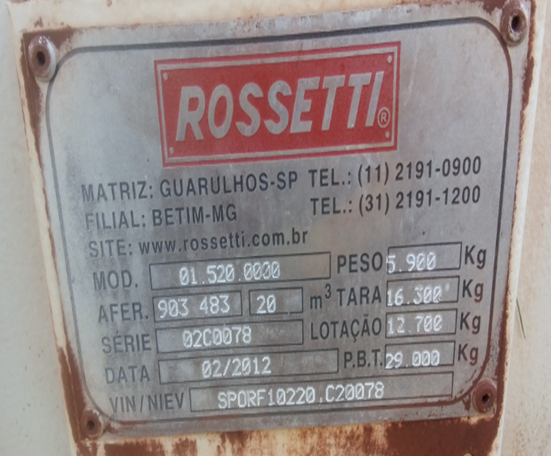 ROSSETTI®
MATRIZ: GUARULHOS-SP TEL.: (11) 2191-0900
FILIAL: BETIM-MG TEL.: (31) 2191-1200
SITE: www.rossetti.com.br
MOD. 01.520.0000 PESO 5.900 Kg
AFER. 903 483 20 m³ TARA 16.300 Kg
SÉRIE 02C0078 LOTAÇÃO 12.700 Kg
DATA 02/2012 P.B.T. 29.000 Kg
VIN/NIEV SPORF10220.C20078